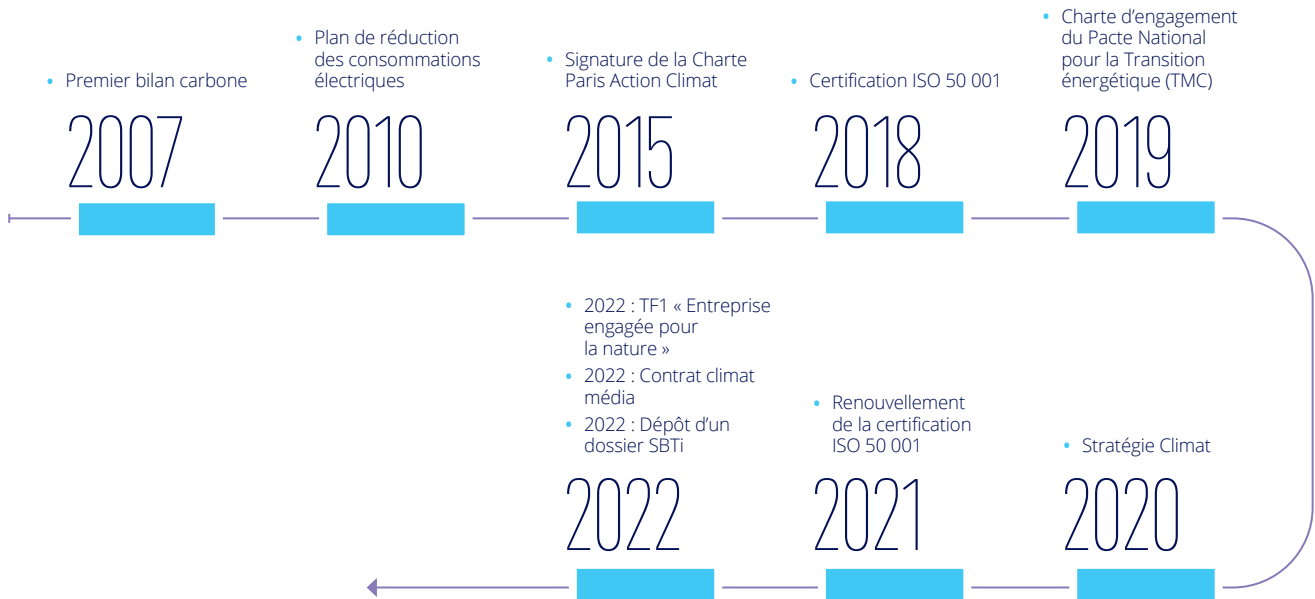 • Premier bilan carbone
2007
• Plan de réduction
des consommations
électriques
2010
• Signature de la Charte
Paris Action Climat
2015
• Certification ISO 50 001
2018
• Charte d’engagement
du Pacte National
pour la Transition
énergétique (TMC)
2019
• 2022 : TF1 « Entreprise
engagée pour
la nature »
• 2022 : Contrat climat
média
• 2022 : Dépôt d’un
dossier SBTi
2022
• Renouvellement
de la certification
ISO 50 001
2021
• Stratégie Climat
2020